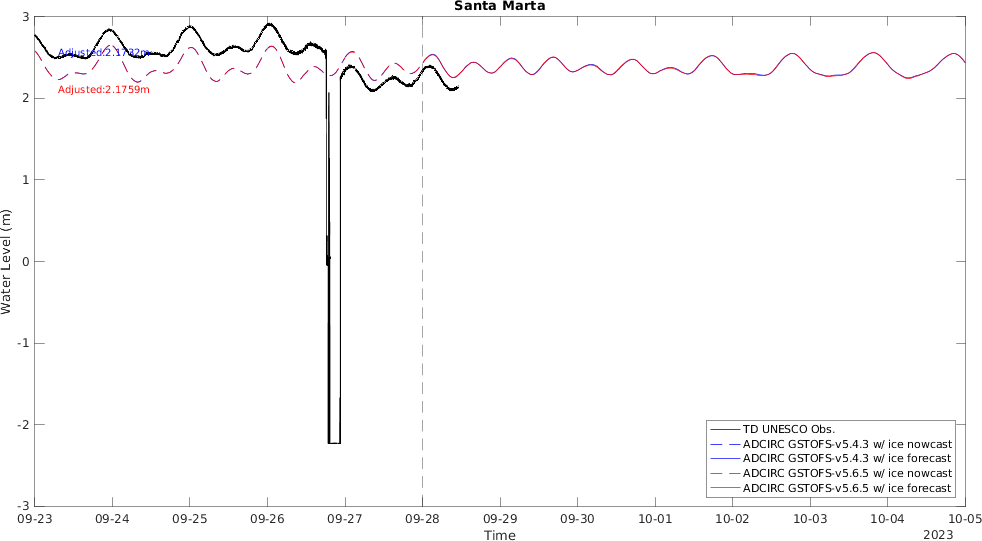 Santa Marta
3
Adjusted:2.1732m
Adjusted:2.1759m
2
1
0
-1
-2
-3
Water Level (m)
TD UNESCO Obs.
ADCIRC GSTOFS-v5.4.3 w/ ice nowcast
ADCIRC GSTOFS-v5.4.3 w/ ice forecast
ADCIRC GSTOFS-v5.6.5 w/ ice nowcast
ADCIRC GSTOFS-v5.6.5 w/ ice forecast
09-23 09-24 09-25 09-26 09-27 09-28 09-29 09-30 10-01 10-02 10-03 10-04 10-05
Time
2023